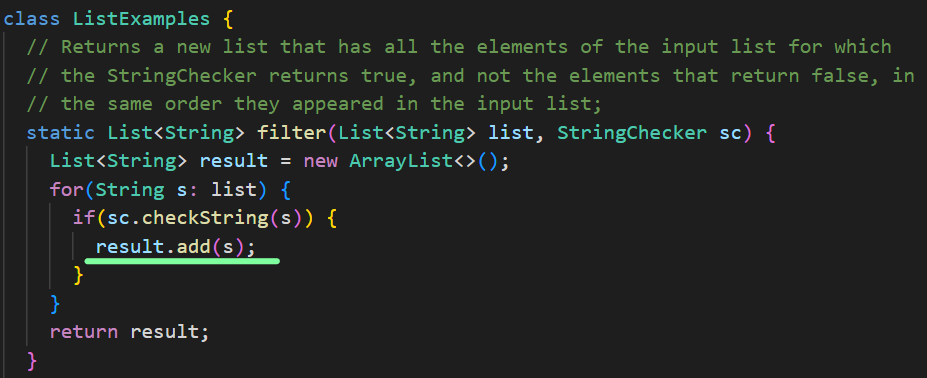 class ListExamples {
// Returns a new list that has all the elements of the input list for which
// the StringChecker returns true, and not the elements that return false, in
// the same order they appeared in the input list;
static List<String> filter(List<String> list, StringChecker sc) {
List<String> result = new ArrayList<>();
for(String s: list) {
if(sc.checkString(s)) {
result.add(s);
}
}
return result;
}